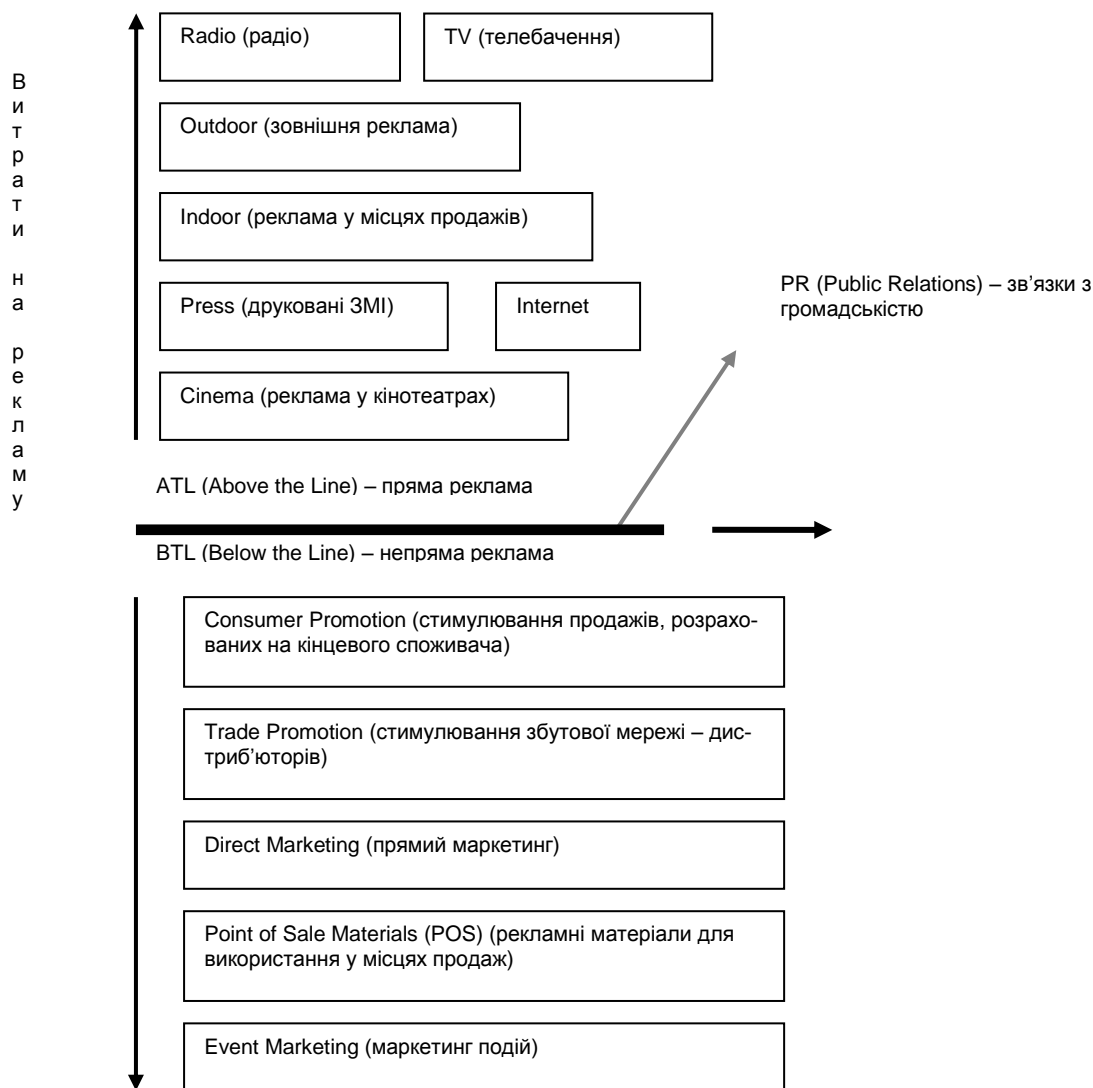 Витрати на рекламу
Radio (радіо)
TV (телебачення)
Outdoor (зовнішня реклама)
Indoor (реклама у місцях продажів)
Press (друковані ЗМІ)
Internet
Cinema (реклама у кінотеатрах)
PR (Public Relations) – зв’язки з
громадськістю
ATL (Above the Line) – пряма реклама
BTL (Below the Line) – непряма реклама
Consumer Promotion (стимулювання продажів, розрахо-
ваних на кінцевого споживача)
Trade Promotion (стимулювання збутової мережі – дис-
триб’юторів)
Direct Marketing (прямий маркетинг)
Point of Sale Materials (POS) (рекламні матеріали для
використання у місцях продаж)
Event Marketing (маркетинг подій)